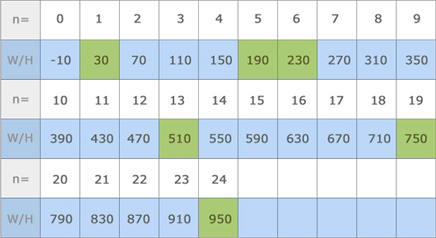 n= 0 1 2 3 4 5 6 7 8 9
W/H -10 30 70 110 150 190 230 270 310 350
n= 10 11 12 13 14 15 16 17 18 19
W/H 390 430 470 510 550 590 630 670 710 750
n= 20 21 22 23 24
W/H 790 830 870 910 950